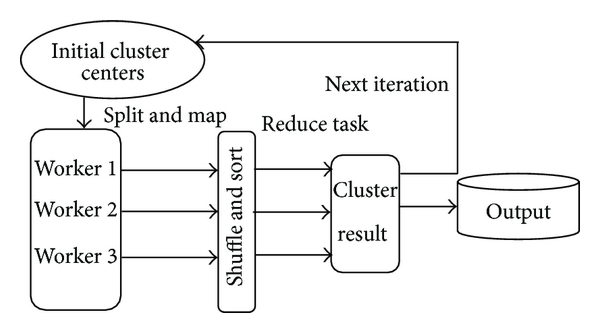 Initial cluster
centers
Next iteration
Split and map
Reduce task
Worker 1
Worker 2
Worker 3
Shuffle and sort
Cluster
result
Output